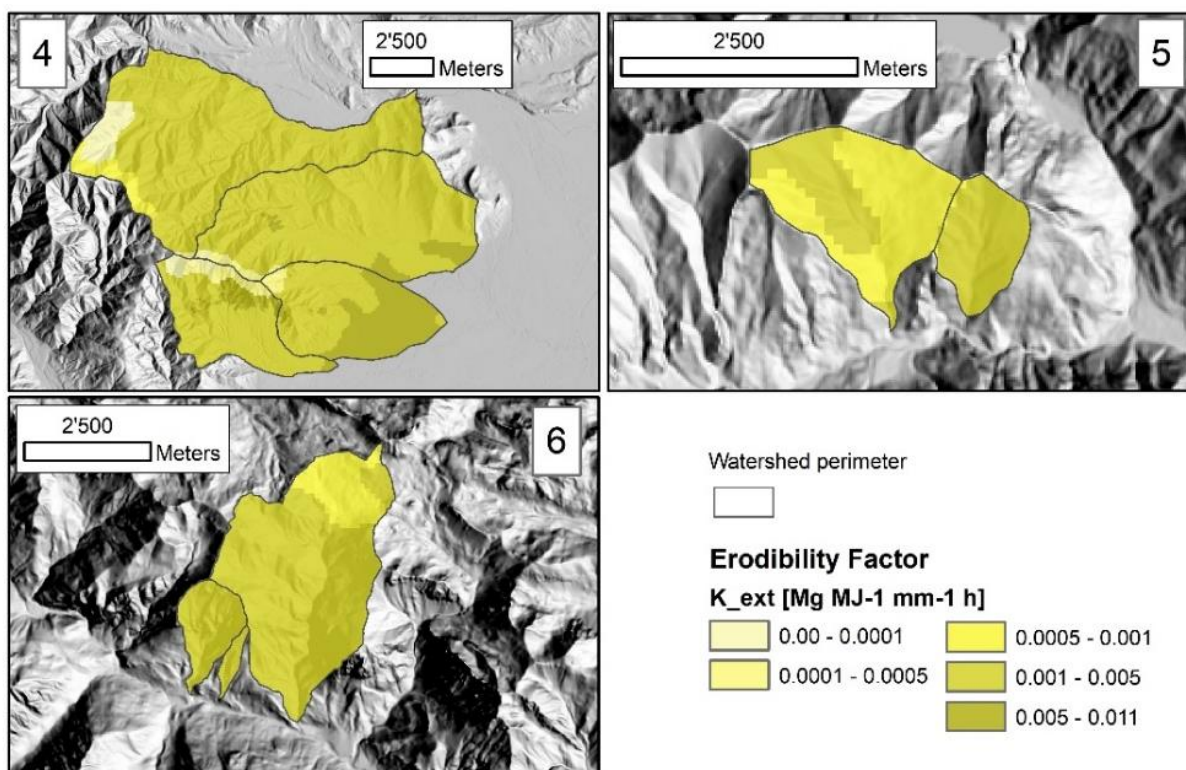 4
2'500
Meters
2'500
Meters
5
2'500
Meters
6
Watershed perimeter
Erodibility Factor
K_ext [Mg MJ-1 mm-1 h]
0.00 - 0.0001
0.0001 - 0.0005
0.0005 - 0.001
0.001 - 0.005
0.005 - 0.011